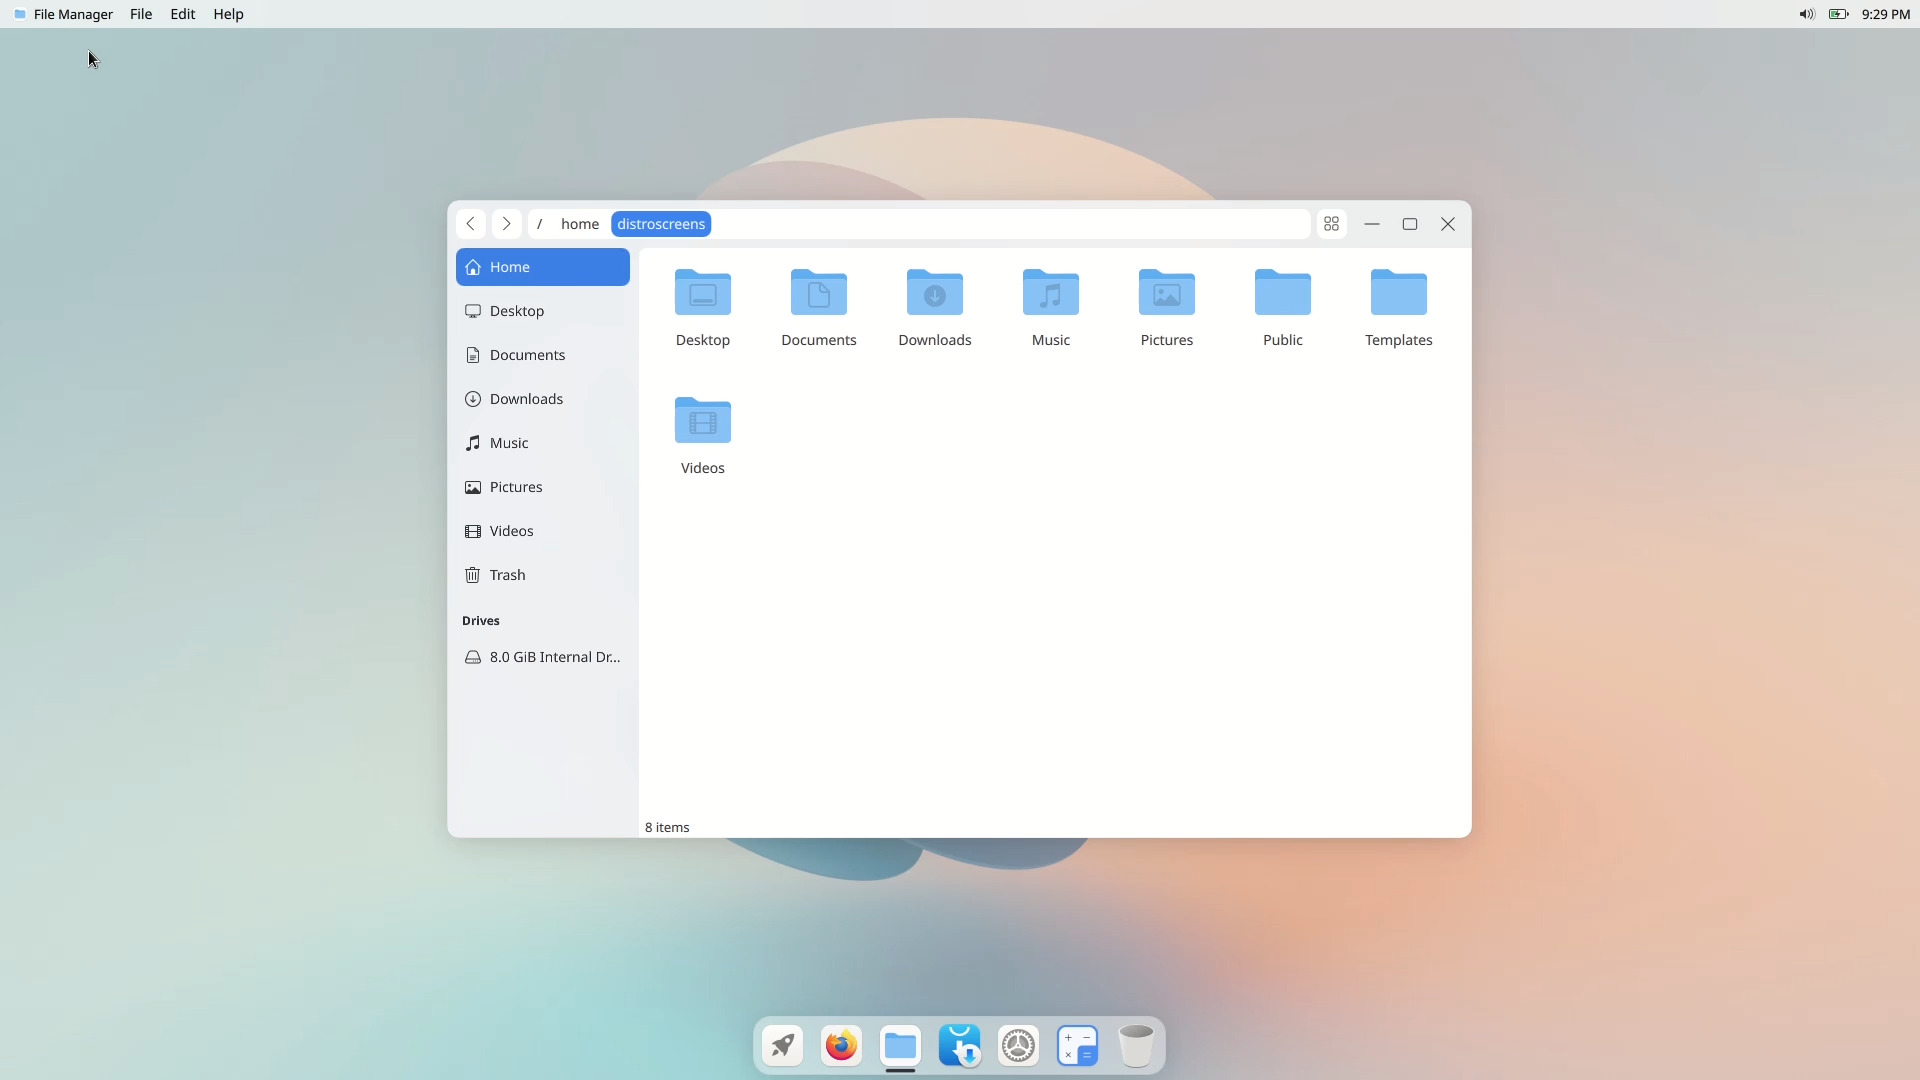 File Manager File Edit Help 9:29 PM
/ home distroscreens
Home
Desktop
Documents
Downloads
Music
Pictures
Videos
Trash
Drives
8.0 GiB Internal Dr...
Desktop Documents Downloads Music Pictures Public Templates
Videos
8 items